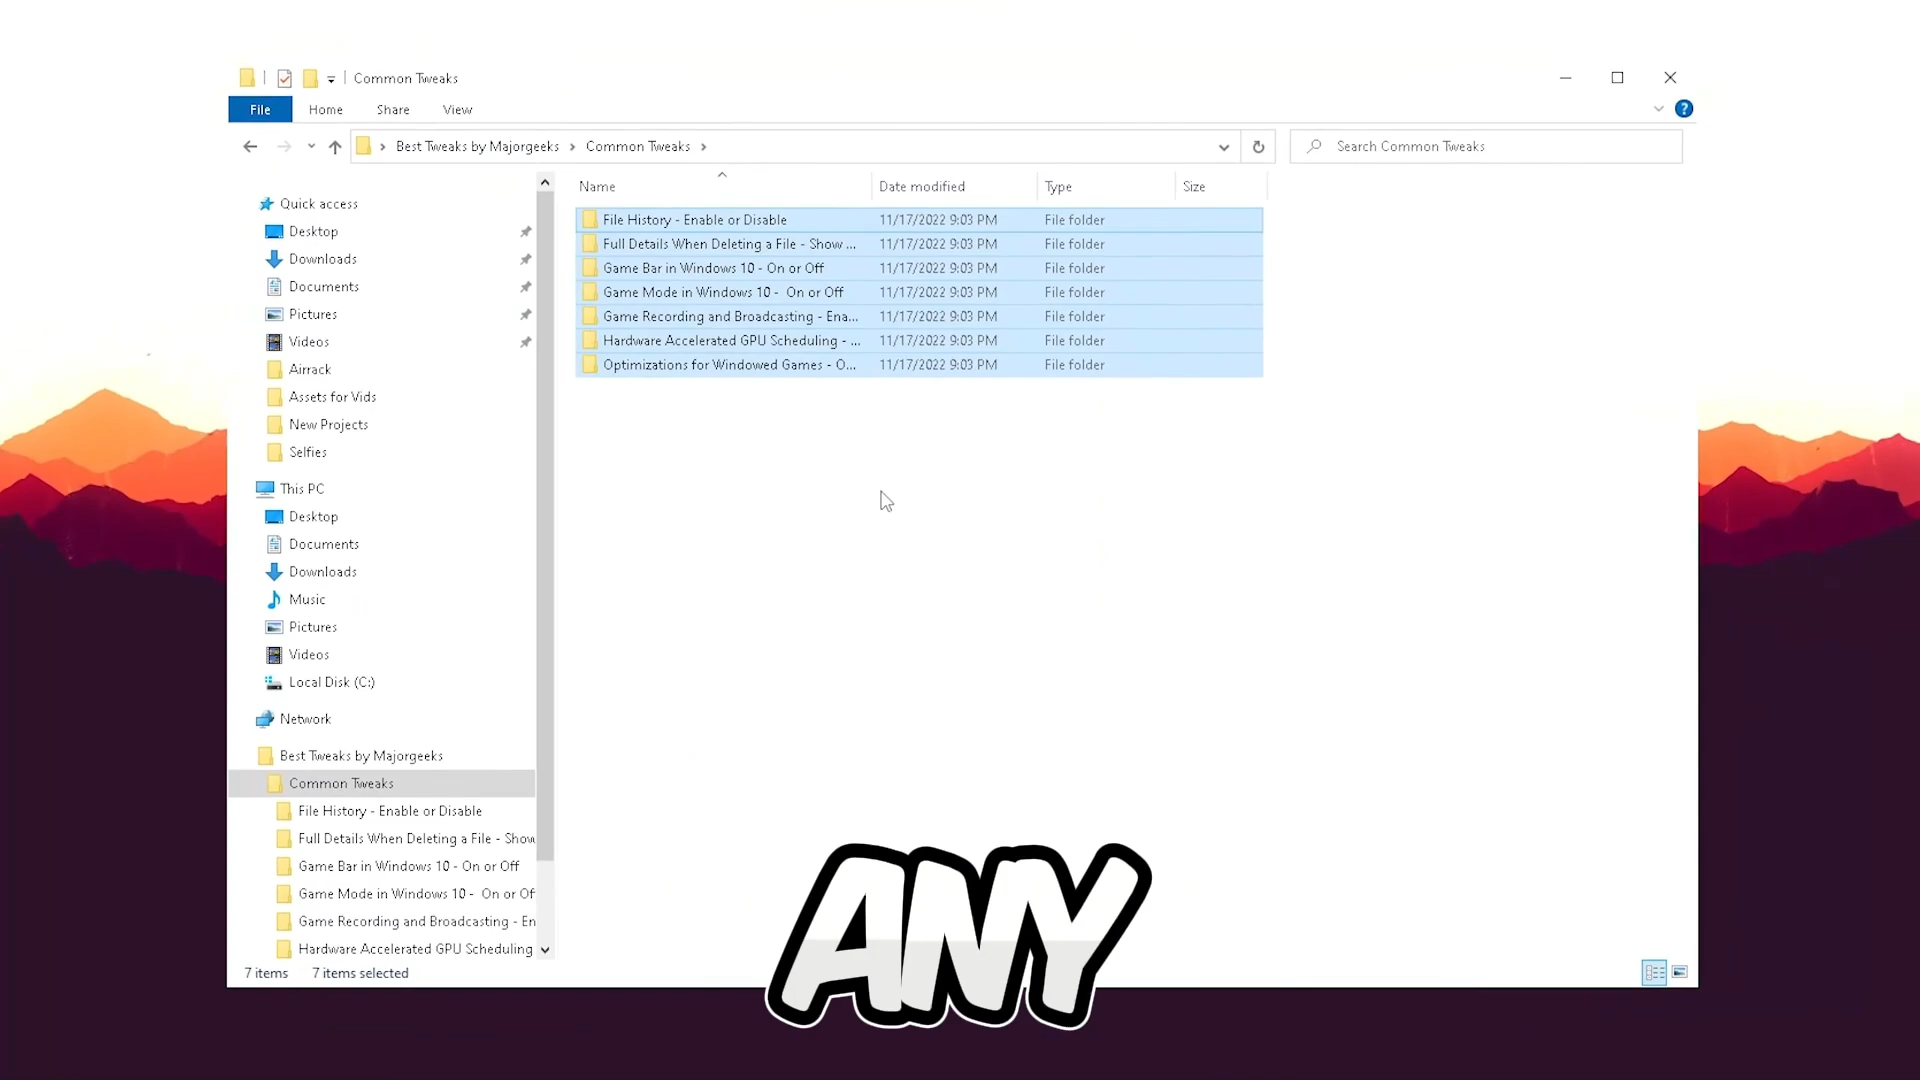 Common Tweaks
File Home Share View
Best Tweaks by Majorgeeks Common Tweaks
Search Common Tweaks
Name Date modified Type Size
File History - Enable or Disable 11/17/2022 9:03 PM File folder
Full Details When Deleting a File - Show ... 11/17/2022 9:03 PM File folder
Game Bar in Windows 10 - On or Off 11/17/2022 9:03 PM File folder
Game Mode in Windows 10 - On or Off 11/17/2022 9:03 PM File folder
Game Recording and Broadcasting - Ena... 11/17/2022 9:03 PM File folder
Hardware Accelerated GPU Scheduling - ... 11/17/2022 9:03 PM File folder
Optimizations for Windowed Games - O... 11/17/2022 9:03 PM File folder
Quick access
Desktop
Downloads
Documents
Pictures
Videos
Airrack
Assets for Vids
New Projects
Selfies
This PC
Desktop
Documents
Downloads
Music
Pictures
Videos
Local Disk (C:)
Network
Best Tweaks by Majorgeeks
Common Tweaks
File History - Enable or Disable
Full Details When Deleting a File - Show
Game Bar in Windows 10 - On or Off
Game Mode in Windows 10 - On or Of
Game Recording and Broadcasting - En
Hardware Accelerated GPU Scheduling
7 items 7 items selected
ANY